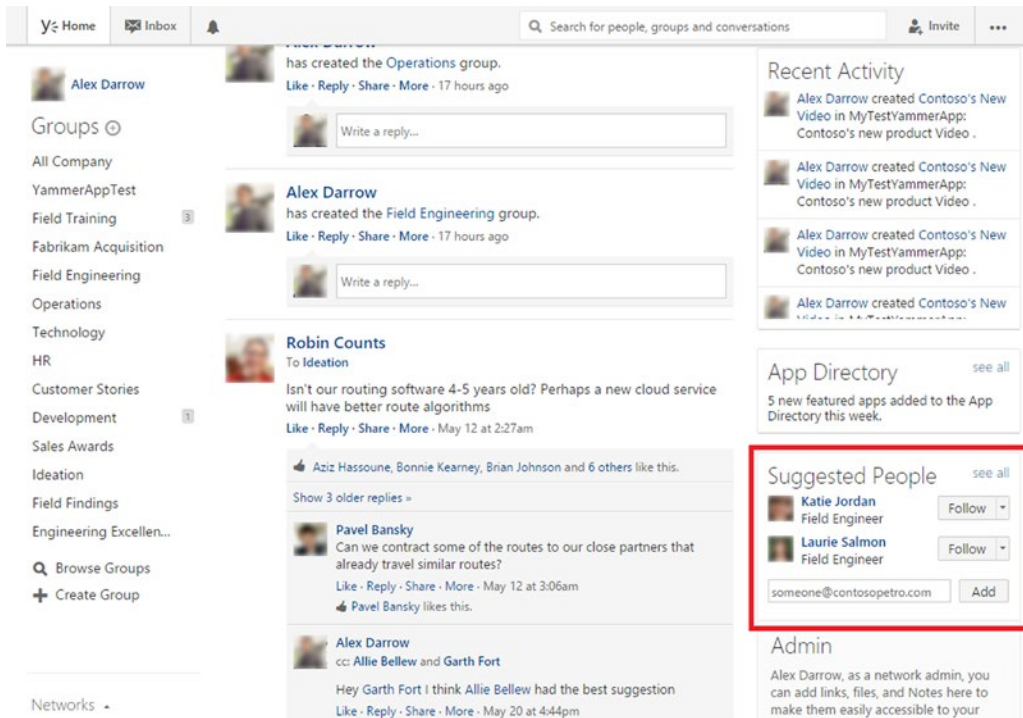 Home
Inbox
Search for people, groups and conversations
Invite
Alex Darrow
Groups
All Company
YammerAppTest
Field Training 3
Fabrikam Acquisition
Field Engineering
Operations
Technology
HR
Customer Stories
Development 1
Sales Awards
Ideation
Field Findings
Engineering Excellen...
Browse Groups
Create Group
Networks
Alex Darrow
has created the Operations group.
Like · Reply · Share · More · 17 hours ago
Write a reply...
Alex Darrow
has created the Field Engineering group.
Like · Reply · Share · More · 17 hours ago
Write a reply...
Robin Counts
To Ideation
Isn't our routing software 4-5 years old? Perhaps a new cloud service
will have better route algorithms
Like · Reply · Share · More · May 12 at 2:27am
Aziz Hassoune, Bonnie Kearney, Brian Johnson and 6 others like this.
Show 3 older replies »
Pavel Bansky
Can we contract some of the routes to our close partners that
already travel similar routes?
Like · Reply · Share · More · May 12 at 3:06am
Pavel Bansky likes this.
Alex Darrow
cc: Allie Bellew and Garth Fort
Hey Garth Fort I think Allie Bellew had the best suggestion
Like · Reply · Share · More · May 20 at 4:44pm
Recent Activity
Alex Darrow created Contoso's New
Video in MyTestYammerApp:
Contoso's new product Video .
Alex Darrow created Contoso's New
Video in MyTestYammerApp:
Contoso's new product Video .
Alex Darrow created Contoso's New
Video in MyTestYammerApp:
Contoso's new product Video .
Alex Darrow created Contoso's New
App Directory see all
5 new featured apps added to the App
Directory this week.
Suggested People see all
Katie Jordan
Field Engineer
Follow
Laurie Salmon
Field Engineer
Follow
someone@contosopetro.com Add
Admin
Alex Darrow, as a network admin, you
can add links, files, and Notes here to
make them easily accessible to your